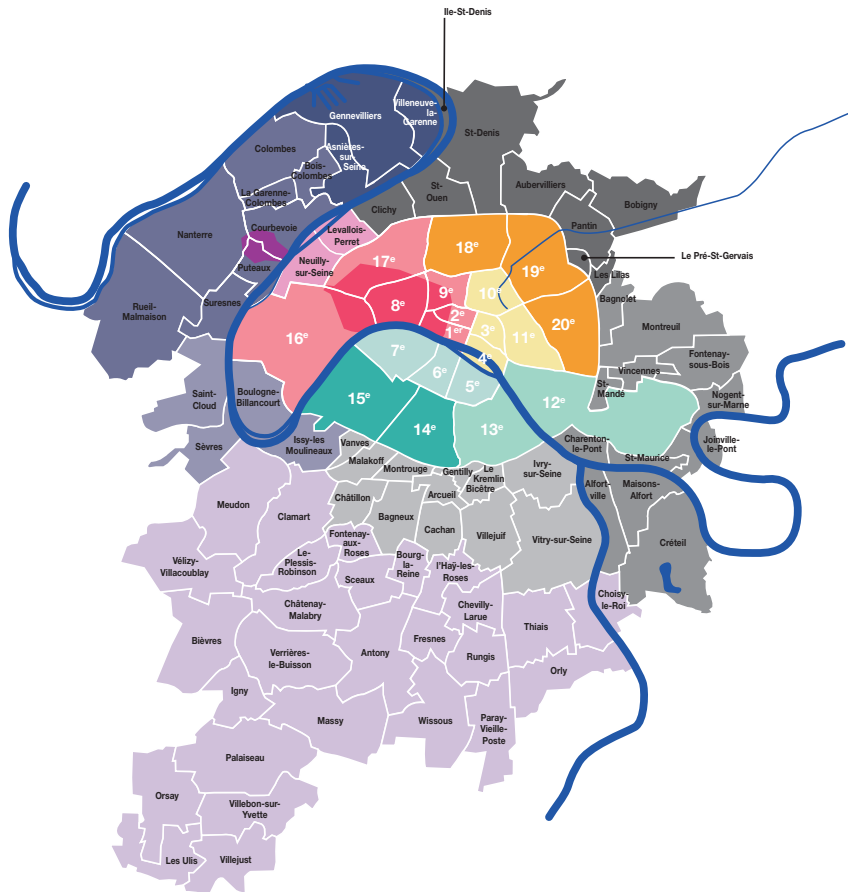 Ile-St-Denis
Villeneuve-
la-
Garenne
Gennevilliers
St-Denis
Colombes
Asnières-
sur-
Seine
Bois-
Colombes
La Garenne-
Colombes
St-
Ouen
Aubervilliers
Bobigny
Clichy
Courbevoie
Levallois-
Perret
Pantin
Nanterre
Neuilly-
sur-Seine
17e
18e
19e
Le Pré-St-Gervais
Puteaux
Les Lilas
Rueil-
Malmaison
Suresnes
9e
10e
Bagnolet
8e
2e
1er
3e
11e
20e
Montreuil
16e
7e
4e
Fontenay-
sous-Bois
Vincennes
6e
5e
St-
Mandé
Saint-
Cloud
Boulogne-
Billancourt
15e
12e
Nogent-
sur-Marne
14e
13e
Sèvres
Issy-les
Moulineaux
Vanves
Malakoff
Montrouge
Gentilly
Le
Kremlin
Bicêtre
Ivry-
sur-Seine
Charenton-
le-Pont
St-Maurice
Joinville-
le-Pont
Alfort-
ville
Maisons-
Alfort
Meudon
Clamart
Châtillon
Bagneux
Arcueil
Cachan
Villejuif
Vitry-sur-Seine
Créteil
Fontenay-
aux-
Roses
Vélizy-
Villacoublay
Le-
Plessis-
Robinson
Sceaux
Bourg-
la-
Reine
l'Haÿ-les-
Roses
Choisy-
le-Roi
Châtenay-
Malabry
Chevilly-
Larue
Thiais
Bièvres
Verrières-
le-Buisson
Antony
Fresnes
Rungis
Orly
Igny
Massy
Wissous
Paray-
Vieille-
Poste
Palaiseau
Orsay
Villebon-sur-
Yvette
Les Ulis
Villejust